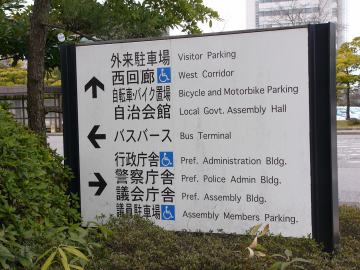 外来駐車場 Visitor Parking
西回廊 West Corridor
自転車・バイク置場 Bicycle and Motorbike Parking
自治会館 Local Govt. Assembly Hall
バスバース Bus Terminal
行政庁舎 Pref. Administration Bldg.
警察庁舎 Pref. Police Admin Bldg.
議会庁舎 Pref. Assembly Bldg.
議員駐車場 Assembly Members Parking.